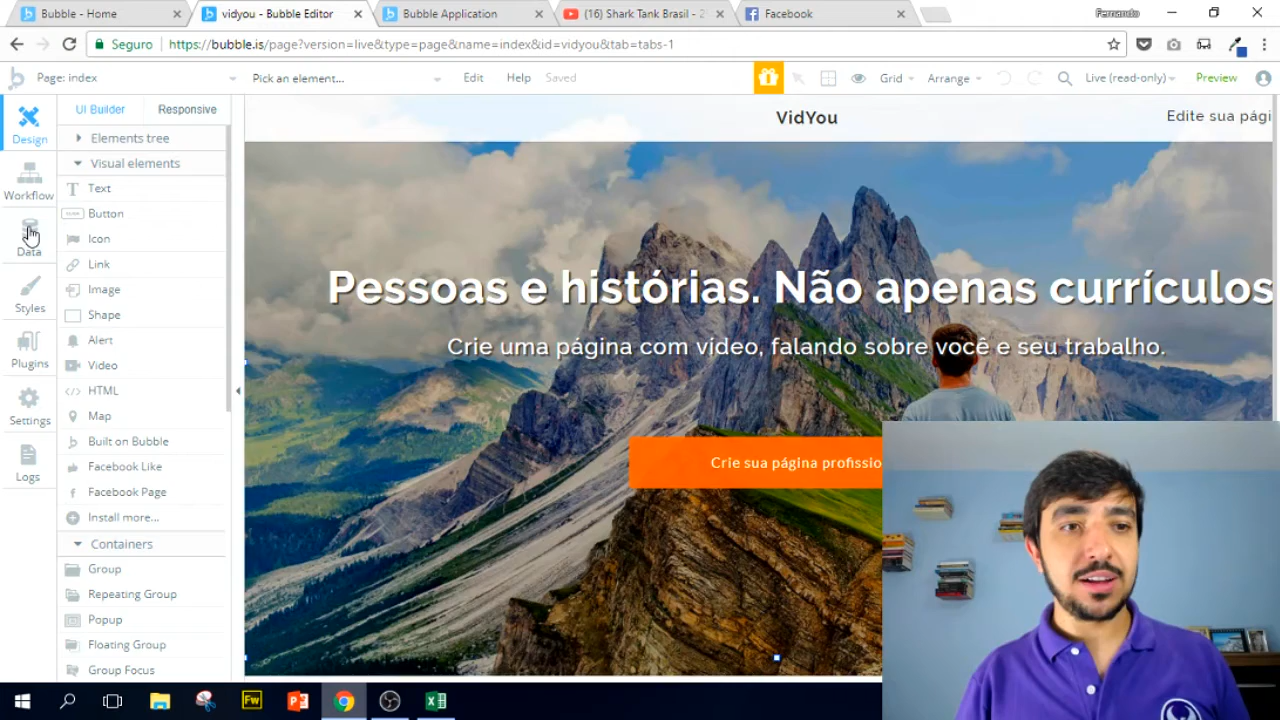 Bubble - Home
vidyou - Bubble Editor
Bubble Application
(16) Shark Tank Brasil - 2
Facebook
Fernando
Seguro
https://bubble.is/page?version=live&type=page&name=index&id=vidyou&tab=tabs-1
Page: index
Pick an element...
Edit
Help
Saved
Grid
Arrange
Live (read-only)
Preview
Design
Workflow
Data
Styles
Plugins
Settings
Logs
UI Builder
Responsive
Elements tree
Visual elements
Text
Button
Icon
Link
Image
Shape
Alert
Video
HTML
Map
Built on Bubble
Facebook Like
Facebook Page
Install more...
Containers
Group
Repeating Group
Popup
Floating Group
Group Focus
VidYou
Edite sua pági
Pessoas e histórias. Não apenas currículos
Crie uma página com vídeo, falando sobre você e seu trabalho.
Crie sua página profissio
Fw